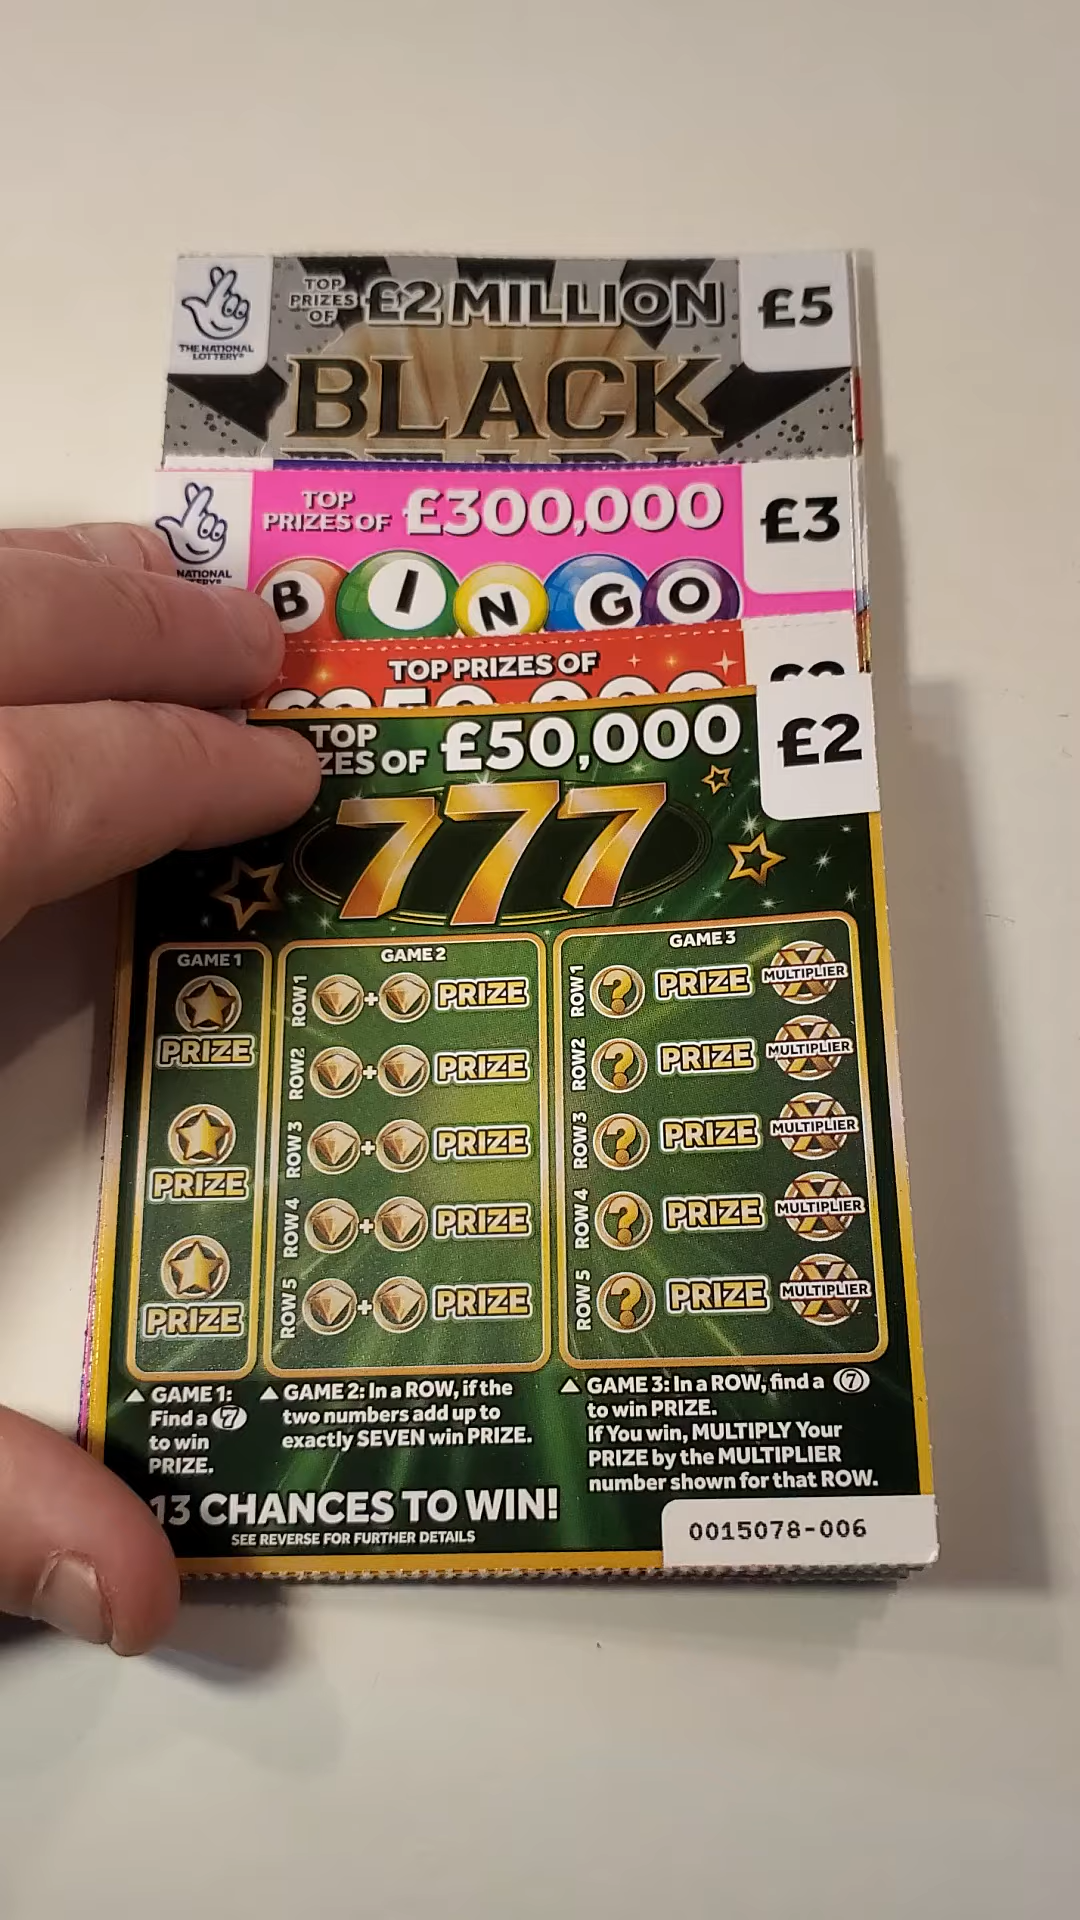 THE NATIONAL
LOTTERY®
TOP
PRIZES
OF
£2 MILLION
£5
BLACK
NATIONAL
TOP
PRIZES OF
£300,000
£3
BINGO
TOP PRIZES OF
TOP
OF
£50,000
£2
777
GAME 1
PRIZE
PRIZE
PRIZE
GAME 2
ROW 1 + PRIZE
ROW 2 + PRIZE
ROW 3 + PRIZE
ROW 4 + PRIZE
ROW 5 + PRIZE
GAME 3
ROW 1 ? PRIZE X MULTIPLIER
ROW 2 ? PRIZE X MULTIPLIER
ROW 3 ? PRIZE X MULTIPLIER
ROW 4 ? PRIZE X MULTIPLIER
ROW 5 ? PRIZE X MULTIPLIER
▲ GAME 1:
Find a 7
to win
PRIZE.
▲ GAME 2: In a ROW, if the
two numbers add up to
exactly SEVEN win PRIZE.
▲ GAME 3: In a ROW, find a 7
to win PRIZE.
If You win, MULTIPLY Your
PRIZE by the MULTIPLIER
number shown for that ROW.
13 CHANCES TO WIN!
SEE REVERSE FOR FURTHER DETAILS
0015078-006